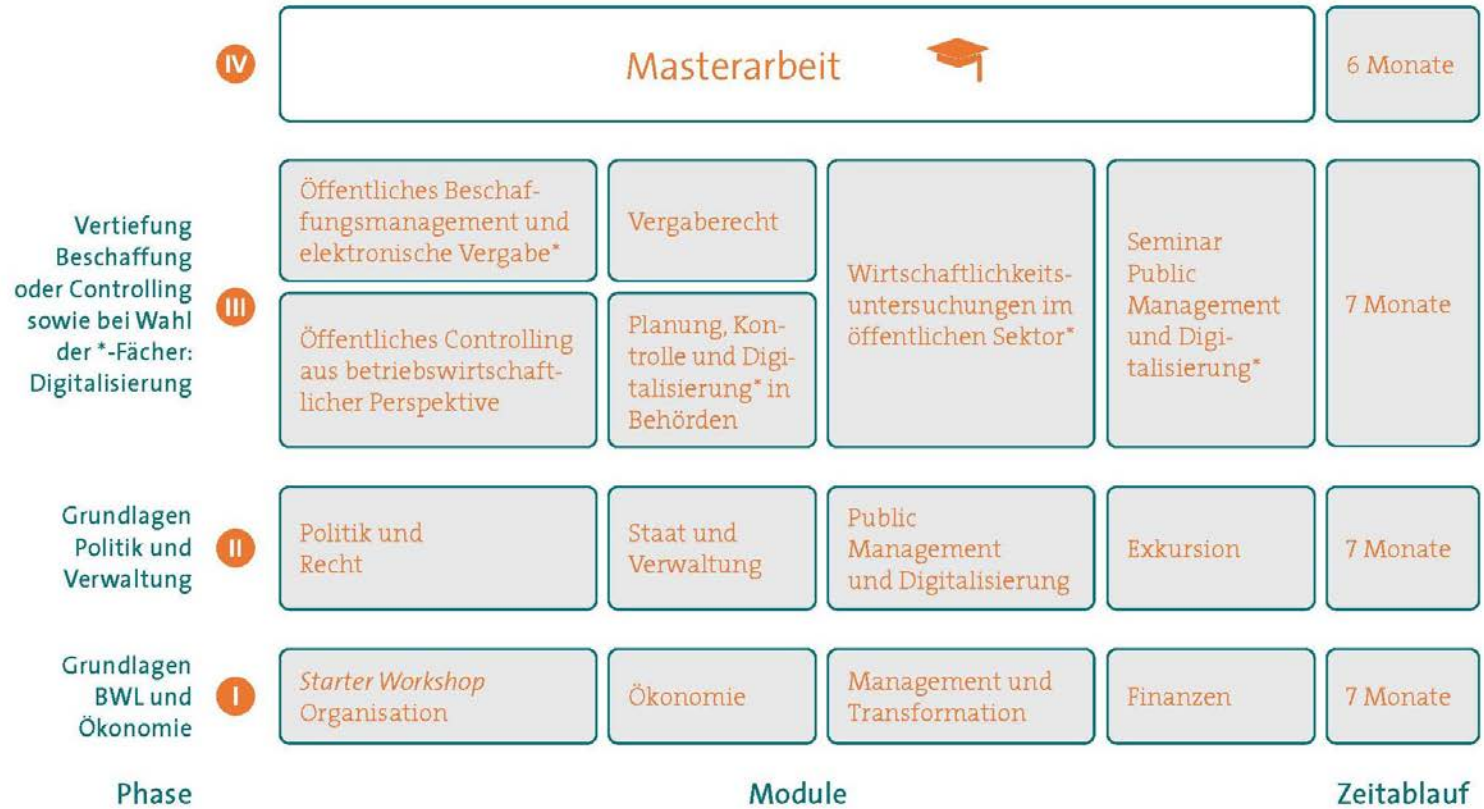 IV
Masterarbeit
6 Monate
Vertiefung
Beschaffung
oder Controlling
sowie bei Wahl
der *-Fächer:
Digitalisierung
III
Öffentliches Beschaf-
fungsmanagement und
elektronische Vergabe*
Vergaberecht
Öffentliches Controlling
aus betriebswirtschaft-
licher Perspektive
Planung, Kon-
trolle und Digi-
talisierung* in
Behörden
Wirtschaftlichkeits-
untersuchungen im
öffentlichen Sektor*
Seminar
Public
Management
und Digi-
talisierung*
7 Monate
Grundlagen
Politik und
Verwaltung
II
Politik und
Recht
Staat und
Verwaltung
Public
Management
und Digitalisierung
Exkursion
7 Monate
Grundlagen
BWL und
Ökonomie
I
Starter Workshop
Organisation
Ökonomie
Management und
Transformation
Finanzen
7 Monate
Phase
Module
Zeitablauf